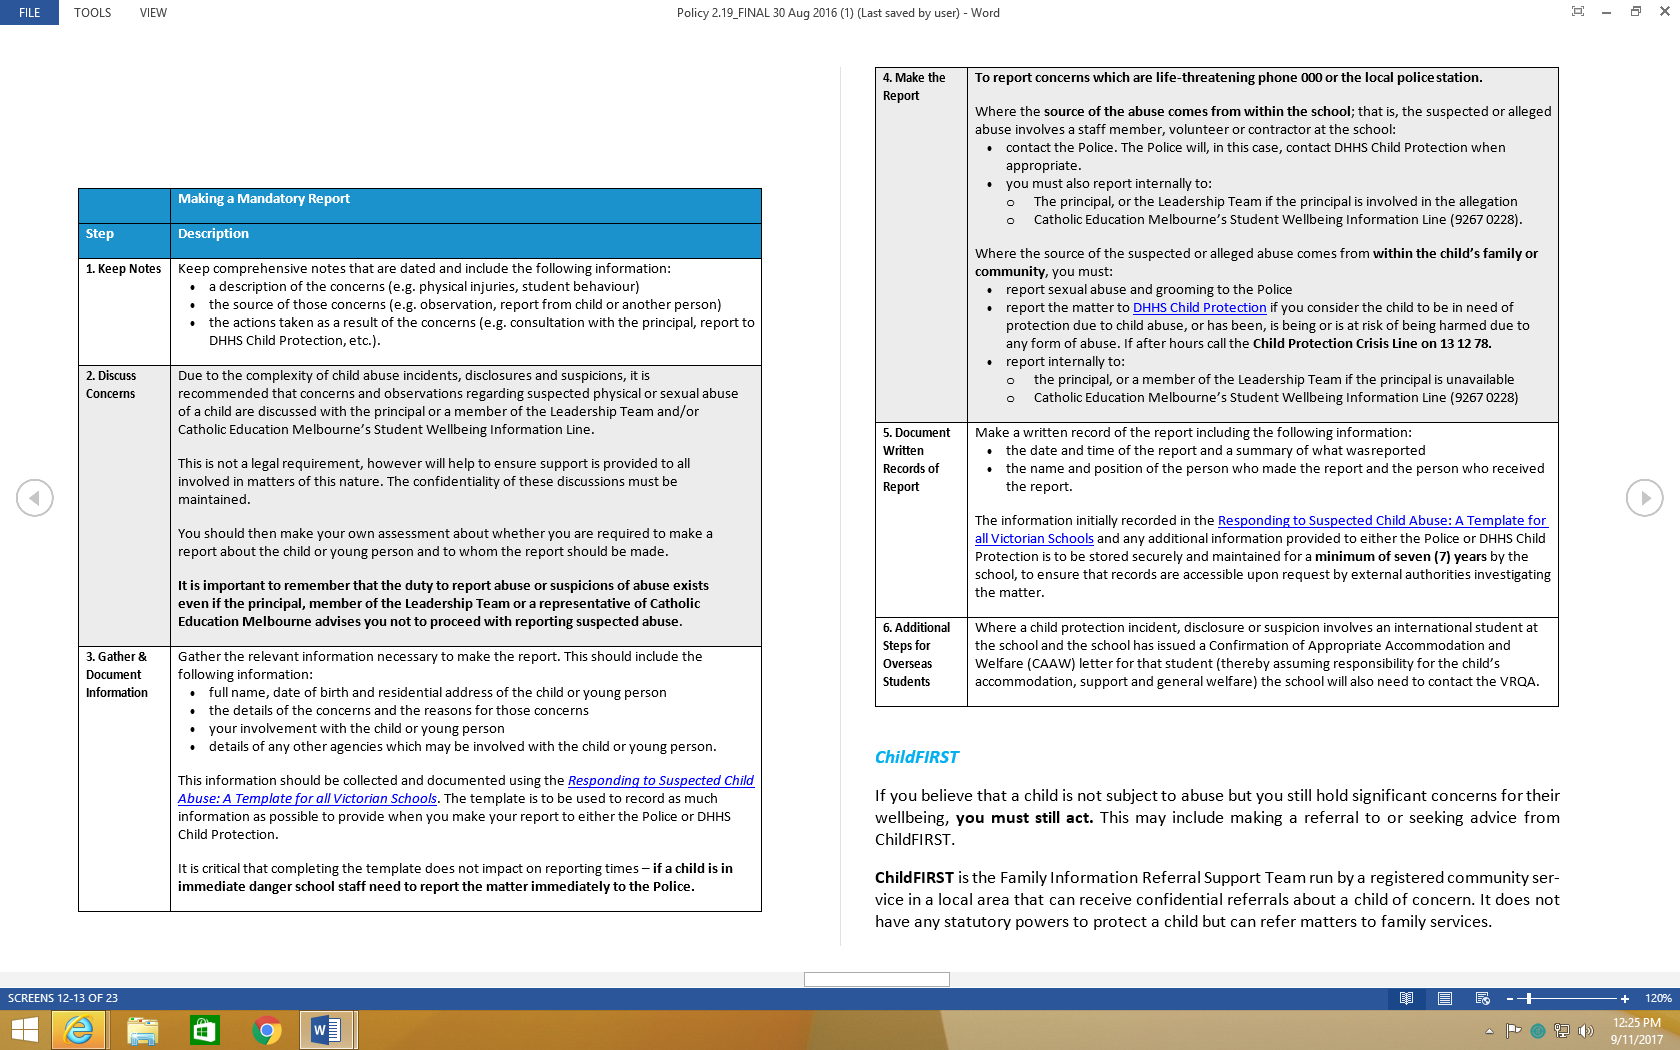 FILE TOOLS VIEW Policy 2.19_FINAL 30 Aug 2016 (1) (Last saved by user) - Word
Making a Mandatory Report
Step Description
1. Keep Notes Keep comprehensive notes that are dated and include the following information:
• a description of the concerns (e.g. physical injuries, student behaviour)
• the source of those concerns (e.g. observation, report from child or another person)
• the actions taken as a result of the concerns (e.g. consultation with the principal, report to
DHHS Child Protection, etc.).
2. Discuss Due to the complexity of child abuse incidents, disclosures and suspicions, it is
Concerns recommended that concerns and observations regarding suspected physical or sexual abuse
of a child are discussed with the principal or a member of the Leadership Team and/or
Catholic Education Melbourne's Student Wellbeing Information Line.
This is not a legal requirement, however will help to ensure support is provided to all
involved in matters of this nature. The confidentiality of these discussions must be
maintained.
You should then make your own assessment about whether you are required to make a
report about the child or young person and to whom the report should be made.
It is important to remember that the duty to report abuse or suspicions of abuse exists
even if the principal, member of the Leadership Team or a representative of Catholic
Education Melbourne advises you not to proceed with reporting suspected abuse.
3. Gather & Gather the relevant information necessary to make the report. This should include the
Document following information:
Information • full name, date of birth and residential address of the child or young person
• the details of the concerns and the reasons for those concerns
• your involvement with the child or young person
• details of any other agencies which may be involved with the child or young person.
This information should be collected and documented using the Responding to Suspected Child
Abuse: A Template for all Victorian Schools. The template is to be used to record as much
information as possible to provide when you make your report to either the Police or DHHS
Child Protection.
It is critical that completing the template does not impact on reporting times – if a child is in
immediate danger school staff need to report the matter immediately to the Police.
4. Make the To report concerns which are life-threatening phone 000 or the local police station.
Report
Where the source of the abuse comes from within the school; that is, the suspected or alleged
abuse involves a staff member, volunteer or contractor at the school:
• contact the Police. The Police will, in this case, contact DHHS Child Protection when
appropriate.
• you must also report internally to:
o The principal, or the Leadership Team if the principal is involved in the allegation
o Catholic Education Melbourne's Student Wellbeing Information Line (9267 0228).
Where the source of the suspected or alleged abuse comes from within the child's family or
community, you must:
• report sexual abuse and grooming to the Police
• report the matter to DHHS Child Protection if you consider the child to be in need of
protection due to child abuse, or has been, is being or is at risk of being harmed due to
any form of abuse. If after hours call the Child Protection Crisis Line on 13 12 78.
• report internally to:
o the principal, or a member of the Leadership Team if the principal is unavailable
o Catholic Education Melbourne's Student Wellbeing Information Line (9267 0228)
5. Document Make a written record of the report including the following information:
Written • the date and time of the report and a summary of what was reported
Records of • the name and position of the person who made the report and the person who received
Report the report.
The information initially recorded in the Responding to Suspected Child Abuse: A Template for
all Victorian Schools and any additional information provided to either the Police or DHHS Child
Protection is to be stored securely and maintained for a minimum of seven (7) years by the
school, to ensure that records are accessible upon request by external authorities investigating
the matter.
6. Additional Where a child protection incident, disclosure or suspicion involves an international student at
Steps for the school and the school has issued a Confirmation of Appropriate Accommodation and
Overseas Welfare (CAAW) letter for that student (thereby assuming responsibility for the child's
Students accommodation, support and general welfare) the school will also need to contact the VRQA.
ChildFIRST
If you believe that a child is not subject to abuse but you still hold significant concerns for their
wellbeing, you must still act. This may include making a referral to or seeking advice from
ChildFIRST.
ChildFIRST is the Family Information Referral Support Team run by a registered community ser-
vice in a local area that can receive confidential referrals about a child of concern. It does not
have any statutory powers to protect a child but can refer matters to family services.
SCREENS 12-13 OF 23 120%
12:25 PM
9/11/2017